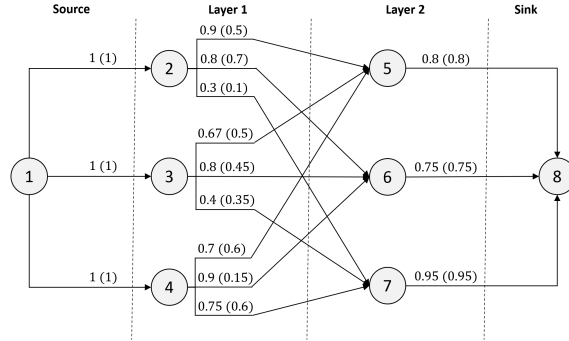 Source Layer 1 Layer 2 Sink
0.9 (0.5)
1 (1) 2 0.8 (0.7) 5 0.8 (0.8)
0.3 (0.1)
0.67 (0.5)
1 1 (1) 3 0.8 (0.45) 6 0.75 (0.75) 8
0.4 (0.35)
0.7 (0.6)
1 (1) 4 0.9 (0.15) 7 0.95 (0.95)
0.75 (0.6)